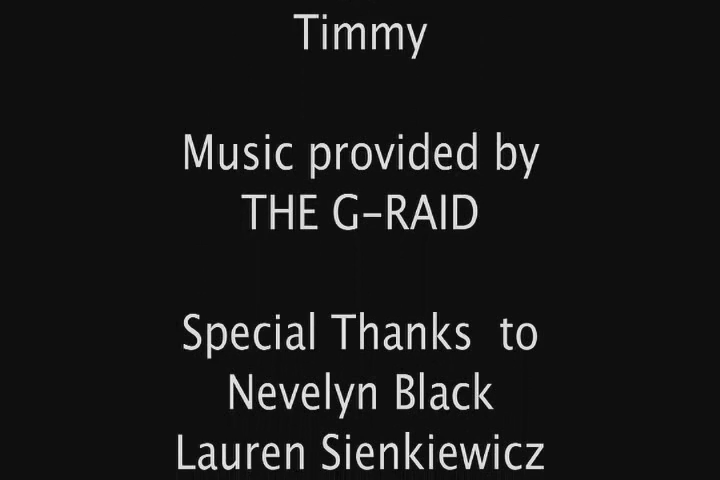 Timmy
Music provided by
THE G-RAID
Special Thanks  to
Nevelyn Black
Lauren Sienkiewicz